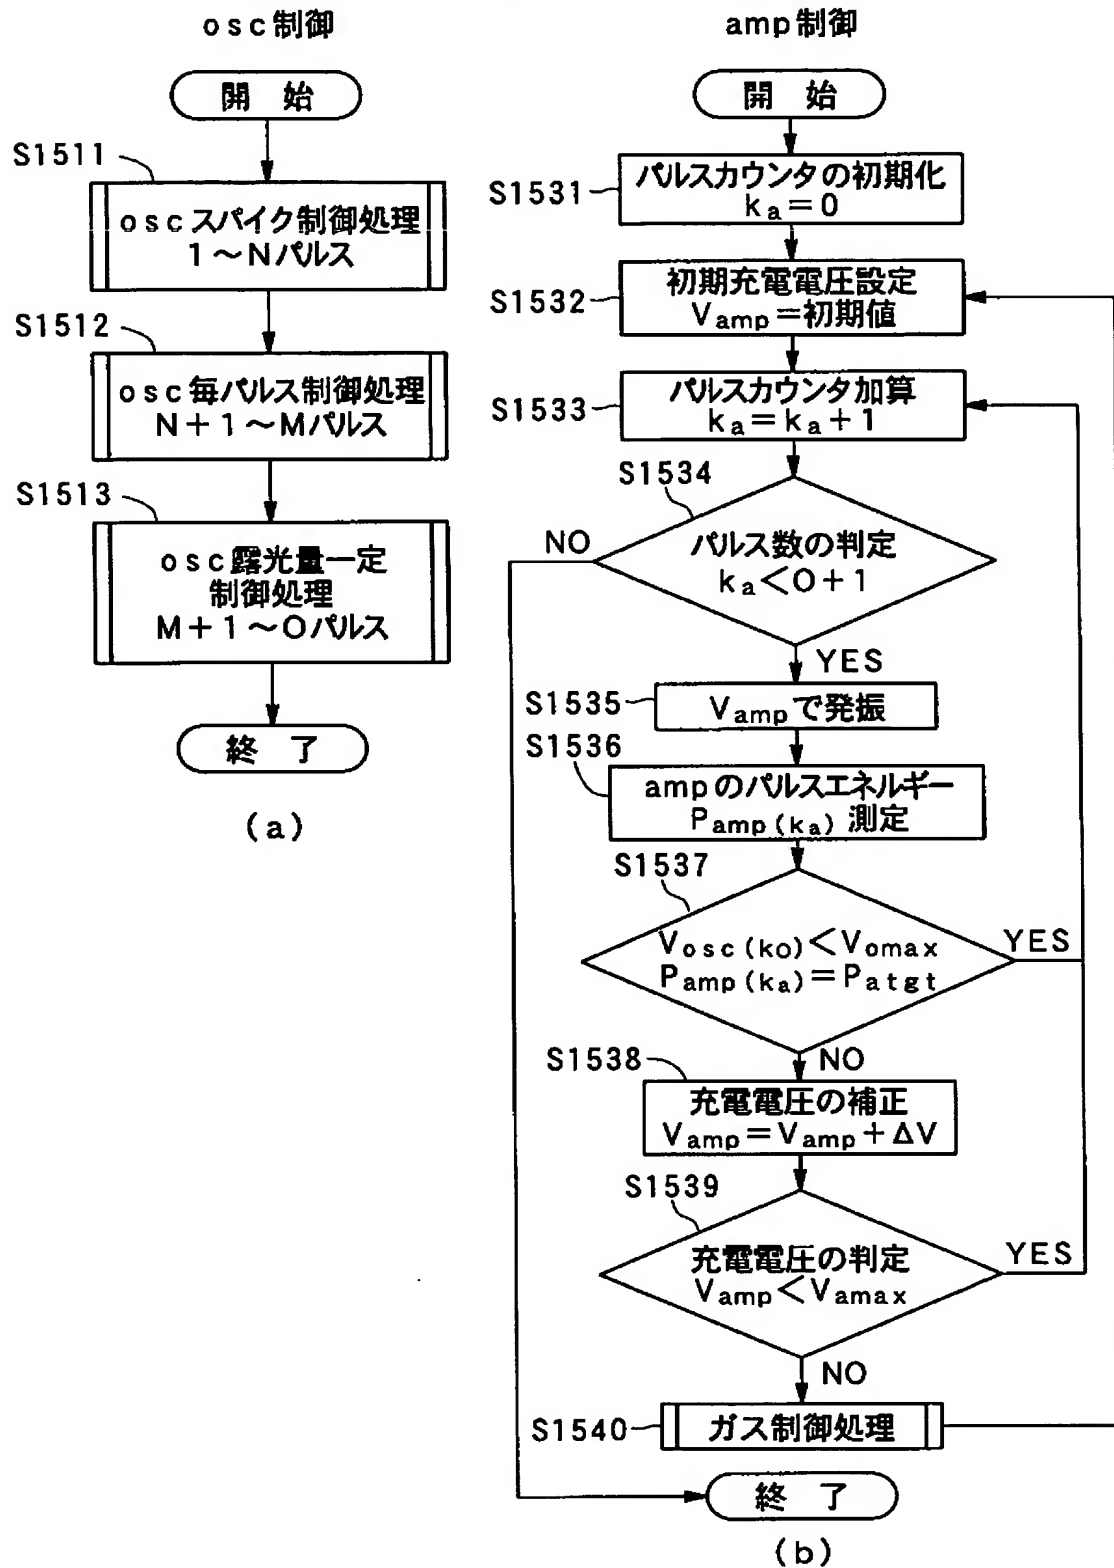 osc制御
開 始
S1511
oscスパイク制御処理
1~Nパルス
S1512
osc毎パルス制御処理
N+1~Mパルス
S1513
osc露光量一定
制御処理
M+1~Oパルス
終 了
(a)
amp制御
開 始
S1531
パルスカウンタの初期化
ka=0
S1532
初期充電電圧設定
Vamp=初期値
S1533
パルスカウンタ加算
ka=ka+1
S1534
NO
パルス数の判定
ka<O+1
YES
S1535
Vampで発振
S1536
ampのパルスエネルギー
Pamp(ka)測定
S1537
Vosc(ko)<Vomax
YES
Pamp(ka)=Patgt
NO
S1538
充電電圧の補正
Vamp=Vamp+ΔV
S1539
充電電圧の判定
YES
Vamp<Vamax
NO
S1540
ガス制御処理
終 了
(b)